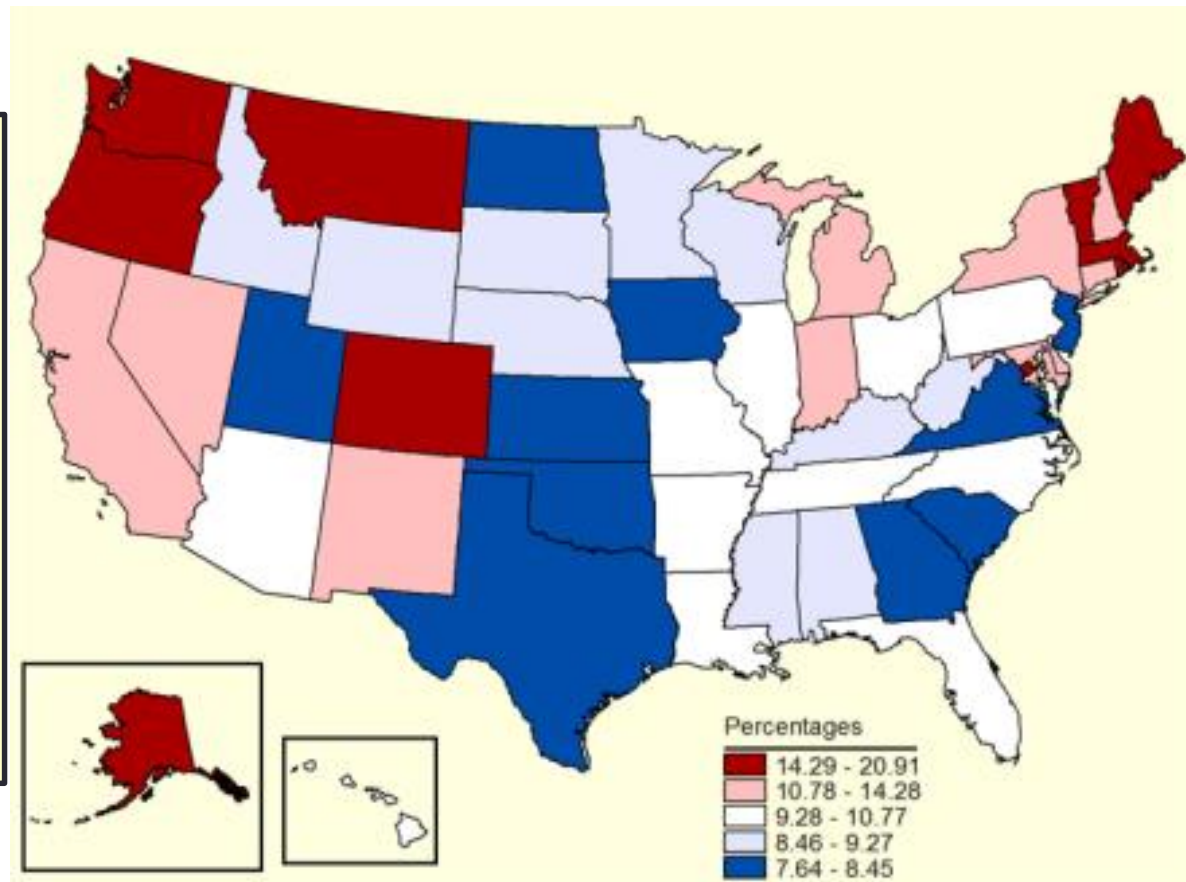 Percentages
14.29 - 20.91
10.78 - 14.28
9.28 - 10.77
8.46 - 9.27
7.64 - 8.45